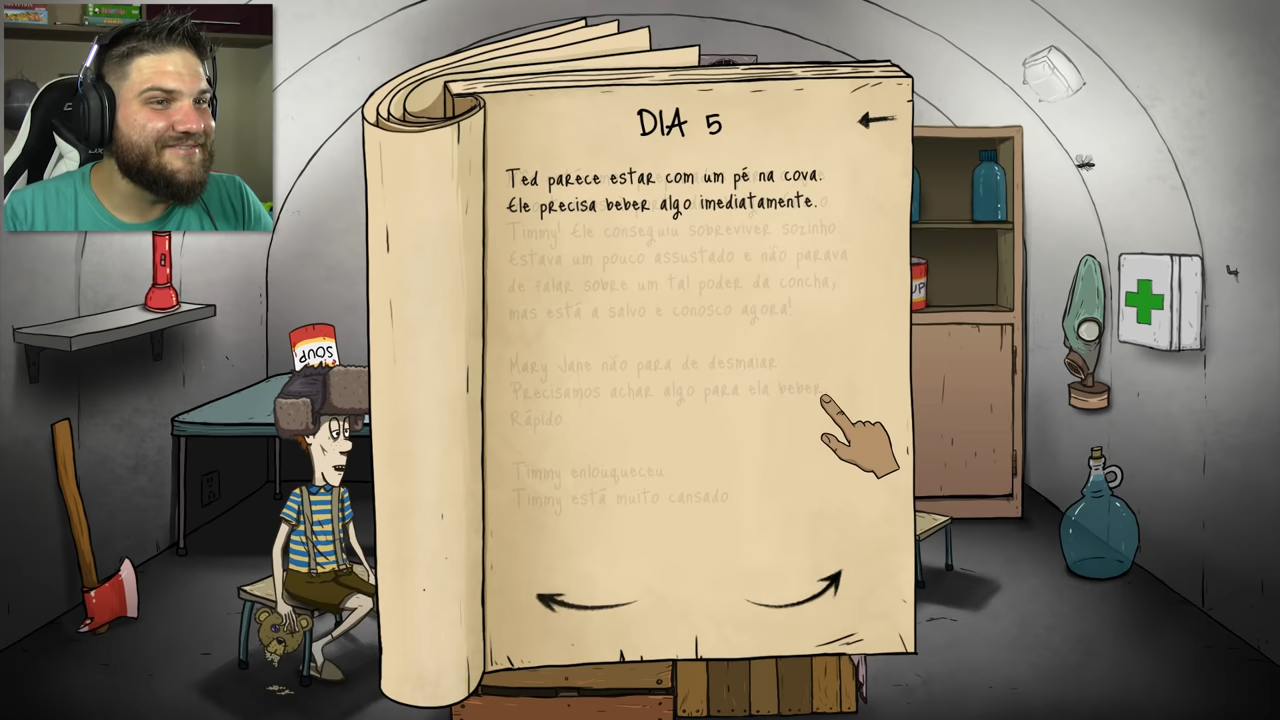 DIA 5
Ted parece estar com um pé na cova.
Ele precisa beber algo imediatamente.
Timmy! Ele conseguiu sobreviver sozinho.
Estava um pouco assustado e não parava
de falar sobre um tal poder da concha,
mas está a salvo e conosco agora!
Mary Jane não para de desmaiar.
Precisamos achar algo para ela beber.
Rápido.
Timmy enlouqueceu
Timmy está muito cansado.
SOUP
UP